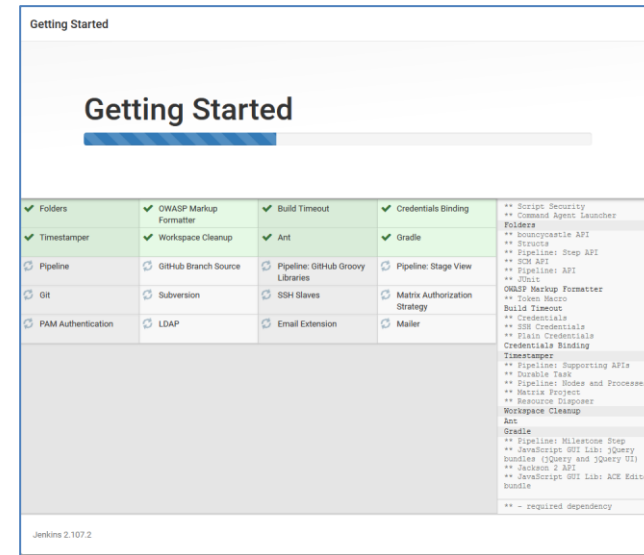 Getting Started
Getting Started
Folders
OWASP Markup
Formatter
Build Timeout
Credentials Binding
Timestamper
Workspace Cleanup
Ant
Gradle
Pipeline
GitHub Branch Source
Pipeline: GitHub Groovy
Libraries
Pipeline: Stage View
Git
Subversion
SSH Slaves
Matrix Authorization
Strategy
PAM Authentication
LDAP
Email Extension
Mailer
** Script Security
** Command Agent Launcher
Folders
** bouncycastle API
** Structs
** Pipeline: Step API
** SCM API
** Pipeline: API
** JUnit
OWASP Markup Formatter
** Token Macro
Build Timeout
** Credentials
** SSH Credentials
** Plain Credentials
Credentials Binding
Timestamper
** Pipeline: Supporting APIs
** Durable Task
** Pipeline: Nodes and Processe
** Matrix Project
** Resource Disposer
Workspace Cleanup
Ant
Gradle
** Pipeline: Milestone Step
** JavaScript GUI Lib: jQuery
bundles (jQuery and jQuery UI)
** Jackson 2 API
** JavaScript GUI Lib: ACE Edit
bundle
** - required dependency
Jenkins 2.107.2